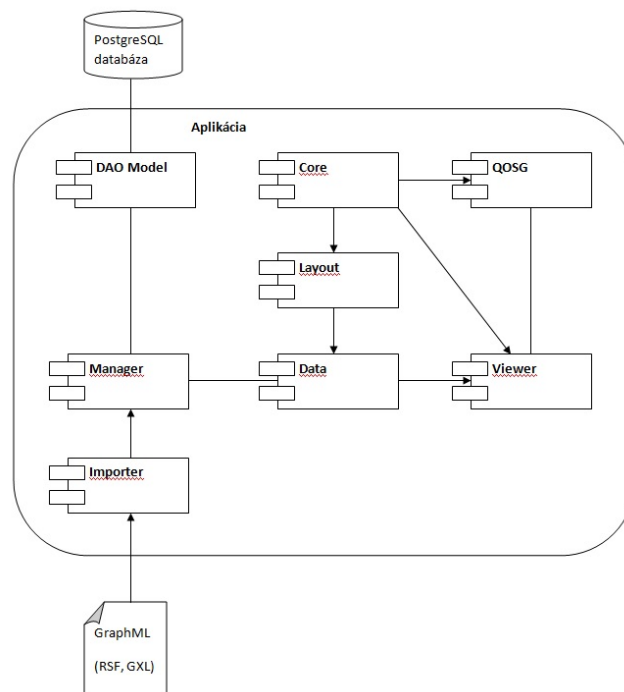 PostgreSQL
databáza
Aplikácia
DAO Model
Core
QOSG
Layout
Manager
Data
Viewer
Importer
GraphML
(RSF, GXL)